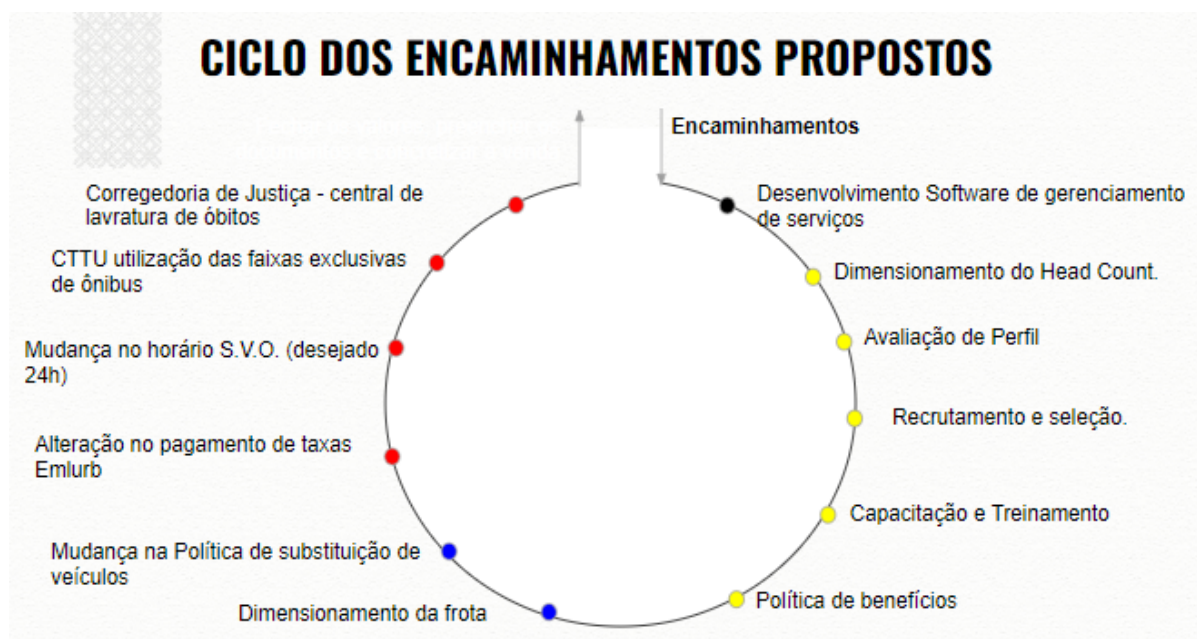 CICLO DOS ENCAMINHAMENTOS PROPOSTOS
Encaminhamentos
Desenvolvimento Software de gerenciamento
de serviços
Dimensionamento do Head Count.
Avaliação de Perfil
Recrutamento e seleção.
Capacitação e Treinamento
Política de benefícios
Dimensionamento da frota
Mudança na Política de substituição de
veículos
Alteração no pagamento de taxas
Emlurb
Mudança no horário S.V.O. (desejado
24h)
CTTU utilização das faixas exclusivas
de ônibus
Corregedoria de Justiça - central de
lavratura de óbitos